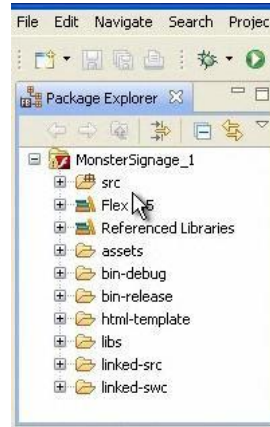 File Edit Navigate Search Projec
Package Explorer
MonsterSignage_1
src
Flex
Referenced Libraries
assets
bin-debug
bin-release
html-template
libs
linked-src
linked-swc